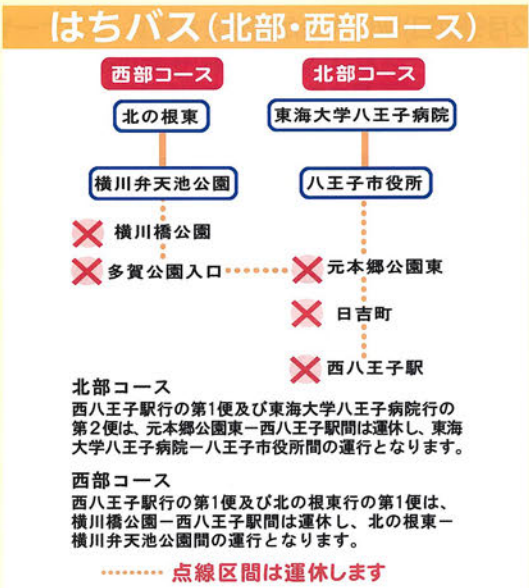 はちバス(北部・西部コース)
西部コース
北部コース
北の根東
東海大学八王子病院
横川弁天池公園
八王子市役所
横川橋公園
多賀公園入口
元本郷公園東
日吉町
西八王子駅
北部コース
西八王子駅行の第1便及び東海大学八王子病院行の
第2便は、元本郷公園東ー西八王子駅間は運休し、東海
大学八王子病院ー八王子市役所間の運行となります。
西部コース
西八王子駅行の第1便及び北の根東行の第1便は、
横川橋公園ー西八王子駅間は運休し、北の根東ー
横川弁天池公園間の運行となります。
点線区間は運休します